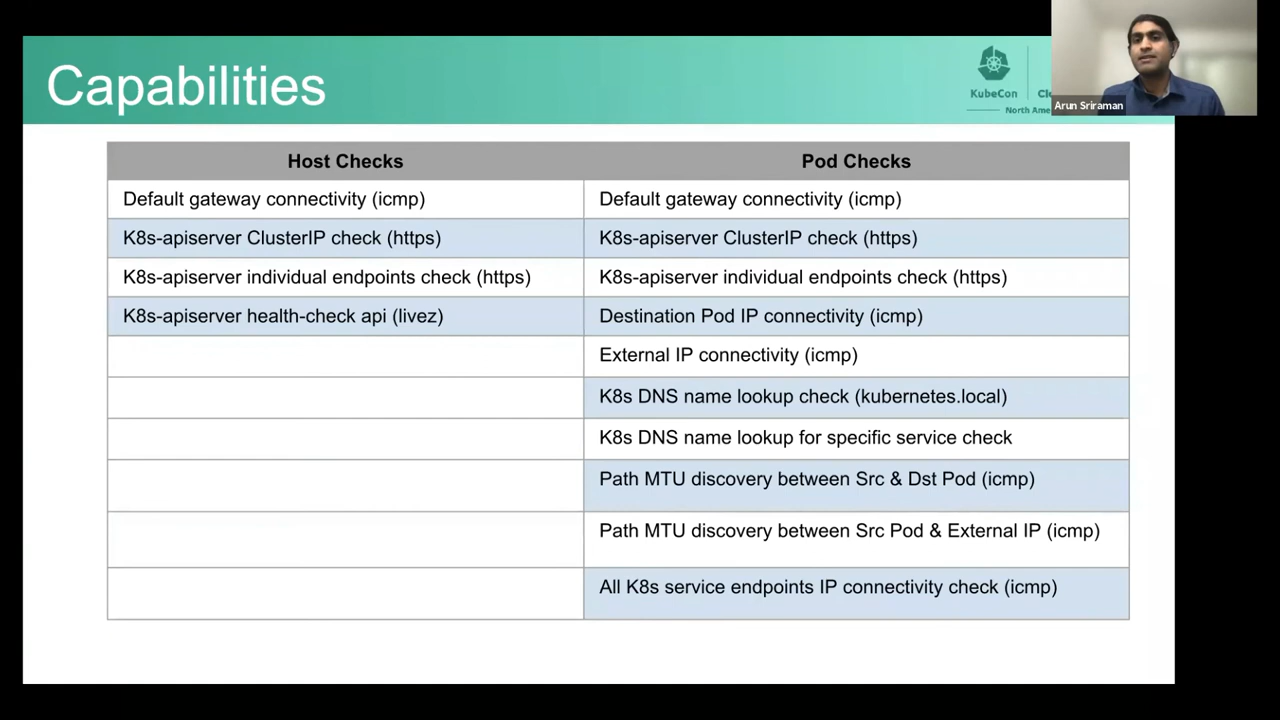 Capabilities
KubeCon
North Ame
Arun Sriraman
Host Checks
Pod Checks
Default gateway connectivity (icmp)
Default gateway connectivity (icmp)
K8s-apiserver ClusterIP check (https)
K8s-apiserver ClusterIP check (https)
K8s-apiserver individual endpoints check (https)
K8s-apiserver individual endpoints check (https)
K8s-apiserver health-check api (livez)
Destination Pod IP connectivity (icmp)
External IP connectivity (icmp)
K8s DNS name lookup check (kubernetes.local)
K8s DNS name lookup for specific service check
Path MTU discovery between Src & Dst Pod (icmp)
Path MTU discovery between Src Pod & External IP (icmp)
All K8s service endpoints IP connectivity check (icmp)